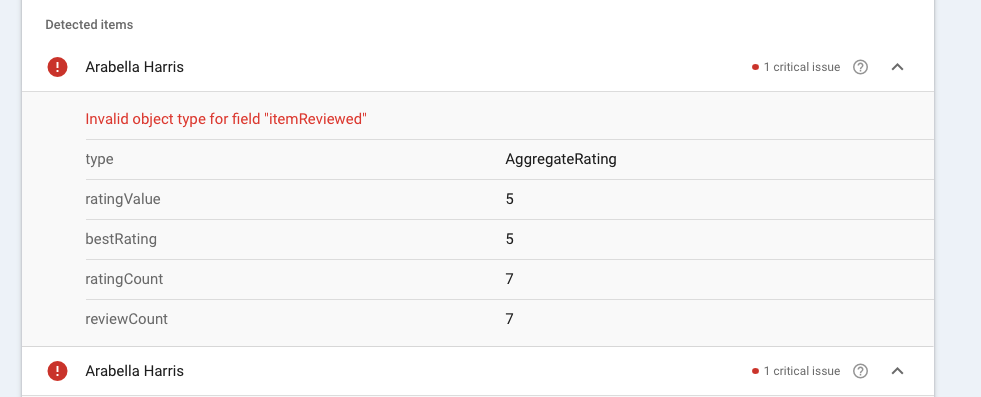 Detected items
! Arabella Harris 1 critical issue ?
Invalid object type for field "itemReviewed"
type AggregateRating
ratingValue 5
bestRating 5
ratingCount 7
reviewCount 7
! Arabella Harris 1 critical issue ?